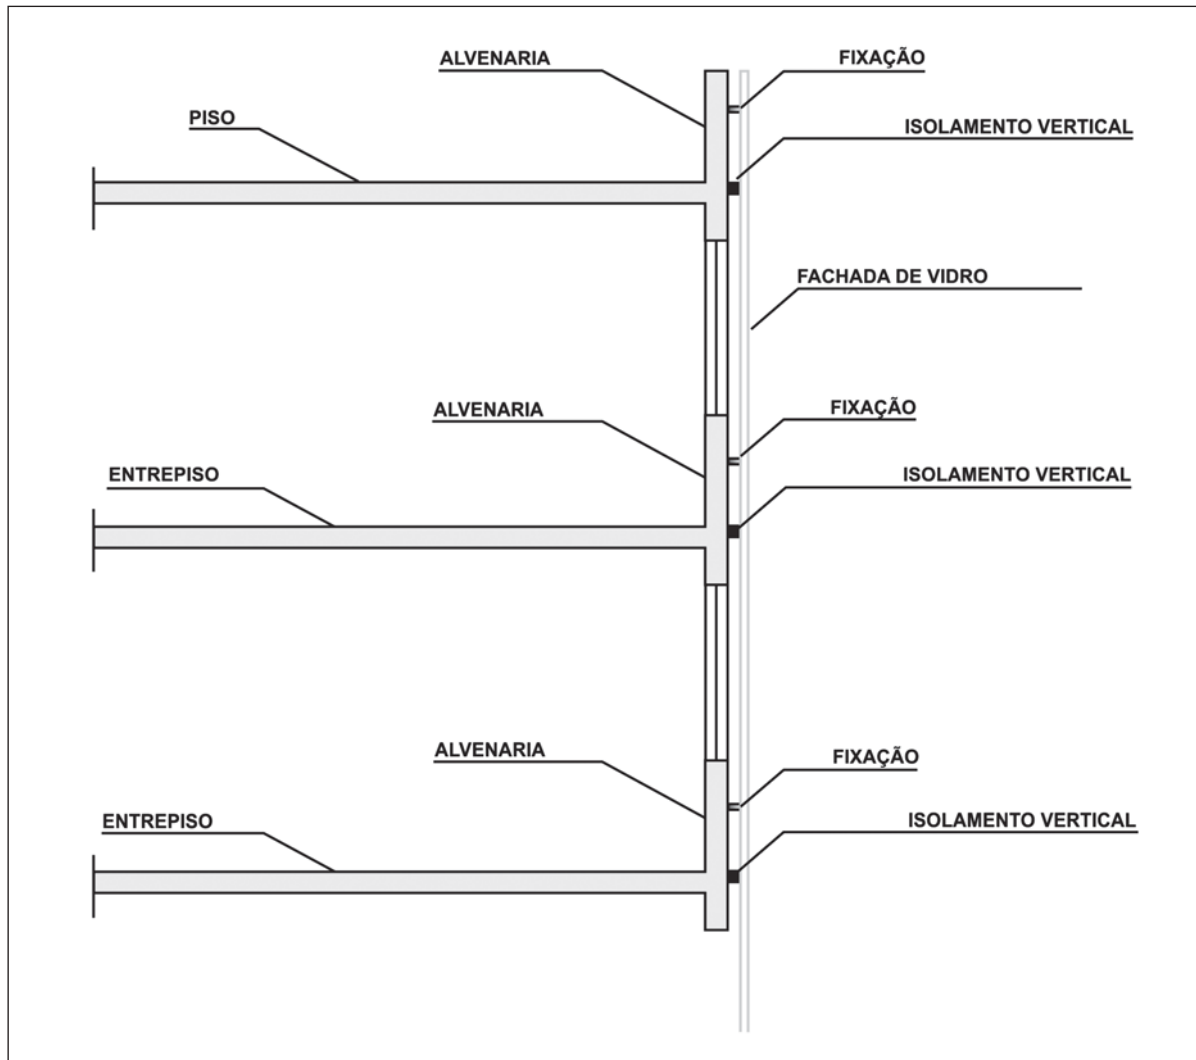 ALVENARIA
FIXAÇÃO
PISO
ISOLAMENTO VERTICAL
FACHADA DE VIDRO
ALVENARIA
FIXAÇÃO
ENTREPISO
ISOLAMENTO VERTICAL
ALVENARIA
FIXAÇÃO
ENTREPISO
ISOLAMENTO VERTICAL